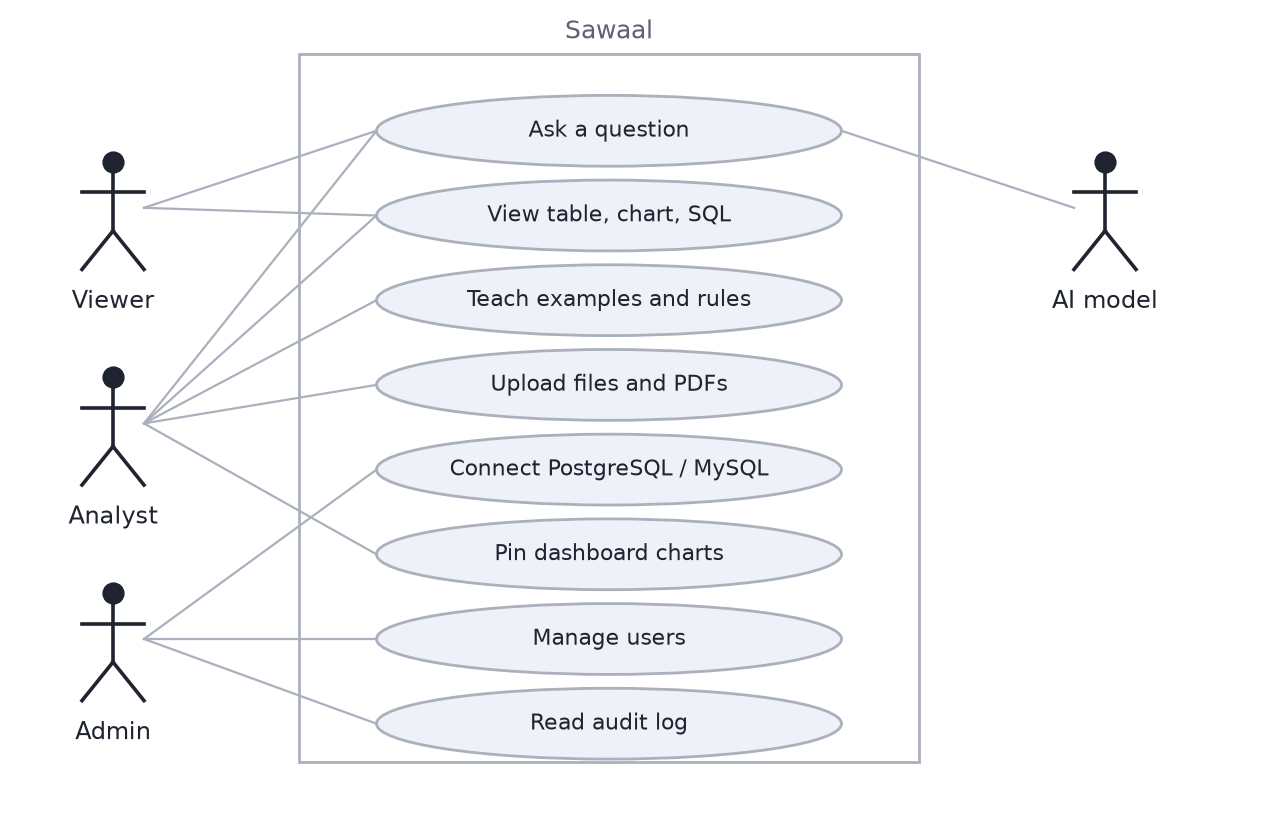 Sawaal
Ask a question
View table, chart, SQL
Teach examples and rules
Upload files and PDFs
Connect PostgreSQL / MySQL
Pin dashboard charts
Manage users
Read audit log
Viewer
Analyst
Admin
AI model